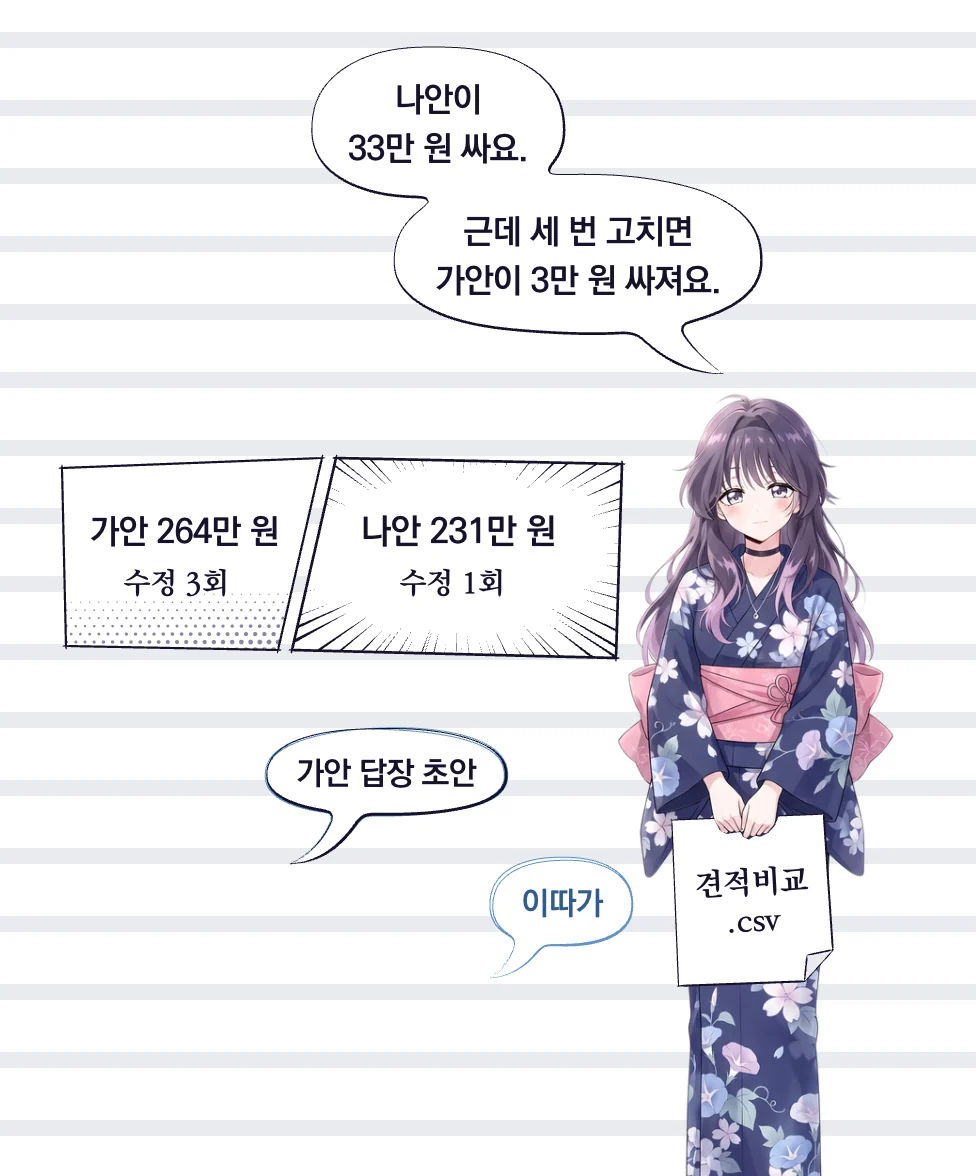 나안이
33만 원 싸요.
근데 세 번 고치면
가안이 3만 원 싸져요.
가안 264만 원
수정 3회
나안 231만 원
수정 1회
가안 답장 초안
이따가
견적비교
.csv